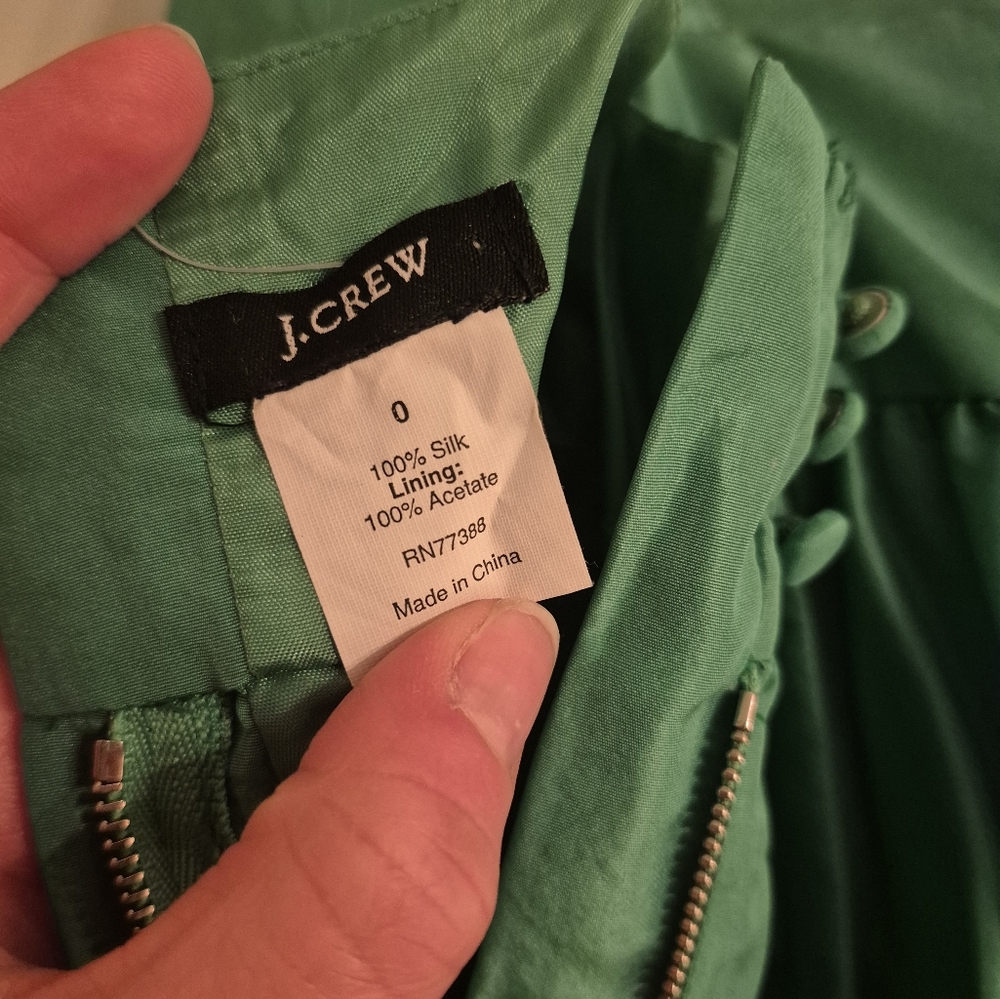 J.CREW
0
100% Silk
Lining:
100% Acetate
RN77388
Made in China